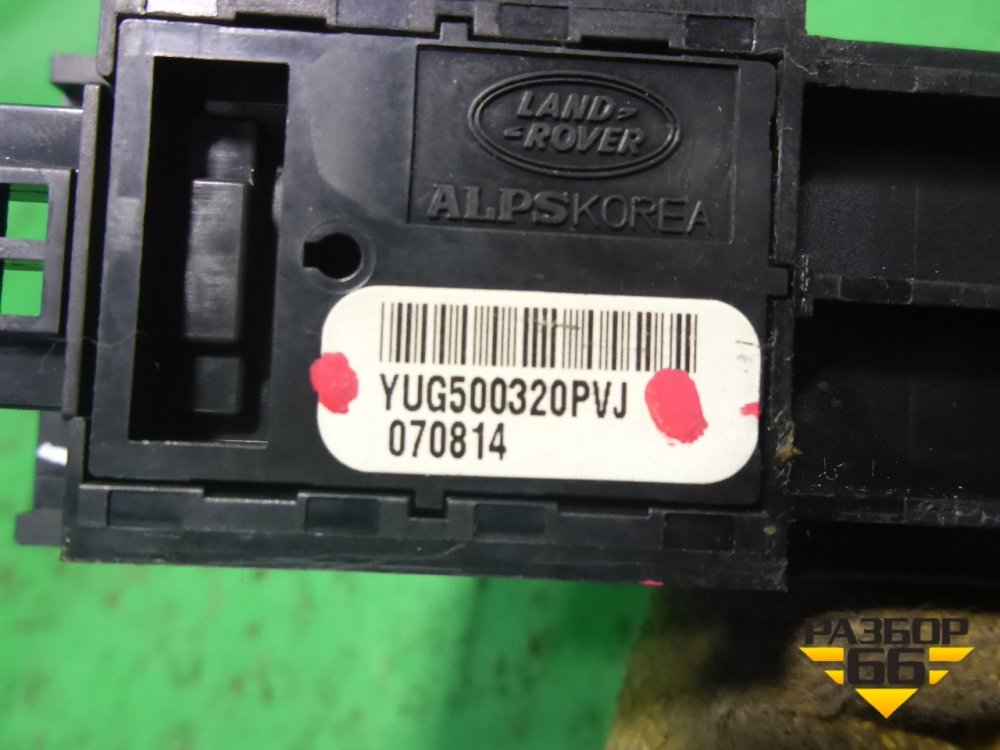 LAND
ROVER
ALPSKOREA
YUG500320PVJ
070814
РАЗБОР
66